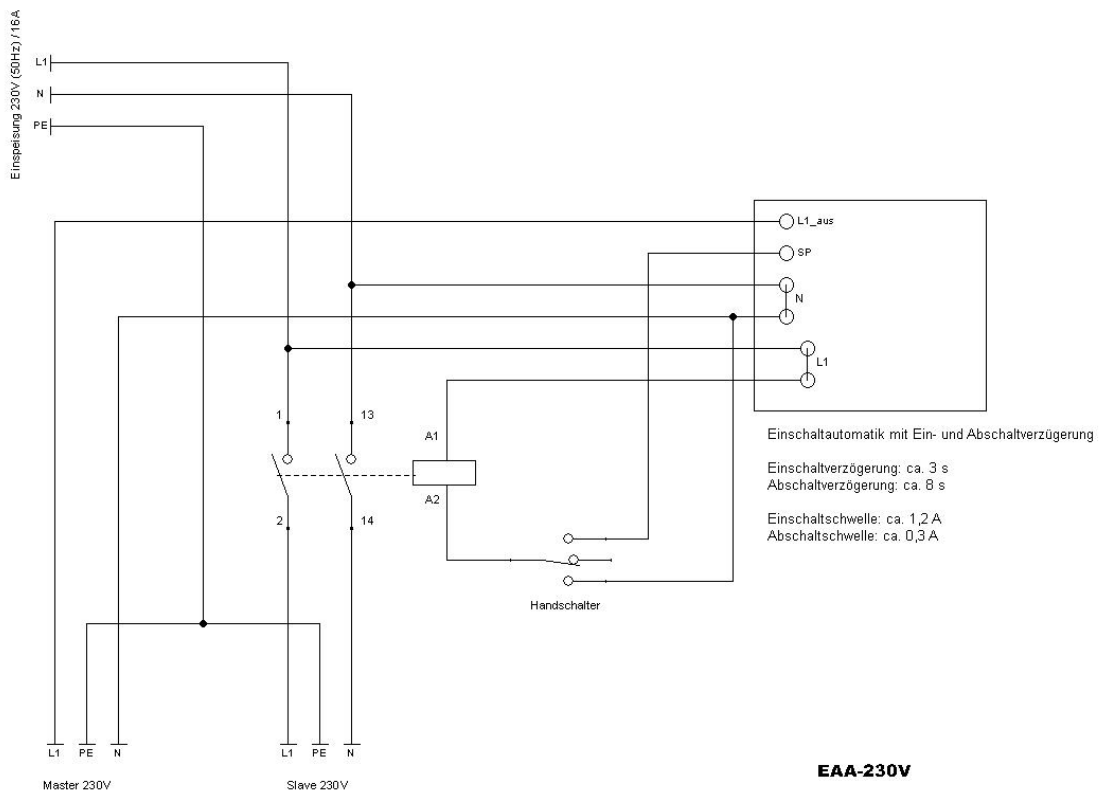 Einspeisung 230V (50Hz) / 16A
L1
N
PE
L1_aus
SP
N
L1
1
13
A1
A2
2
14
Einschaltautomatik mit Ein- und Abschaltverzügerung
Einschaltverzögerung: ca. 3 s
Abschaltverzögerung: ca. 8 s
Einschaltschwelle: ca. 1,2 A
Abschaltschwelle: ca. 0,3 A
Handschalter
L1 PE N
L1 PE N
Master 230V
Slave 230V
EAA-230V